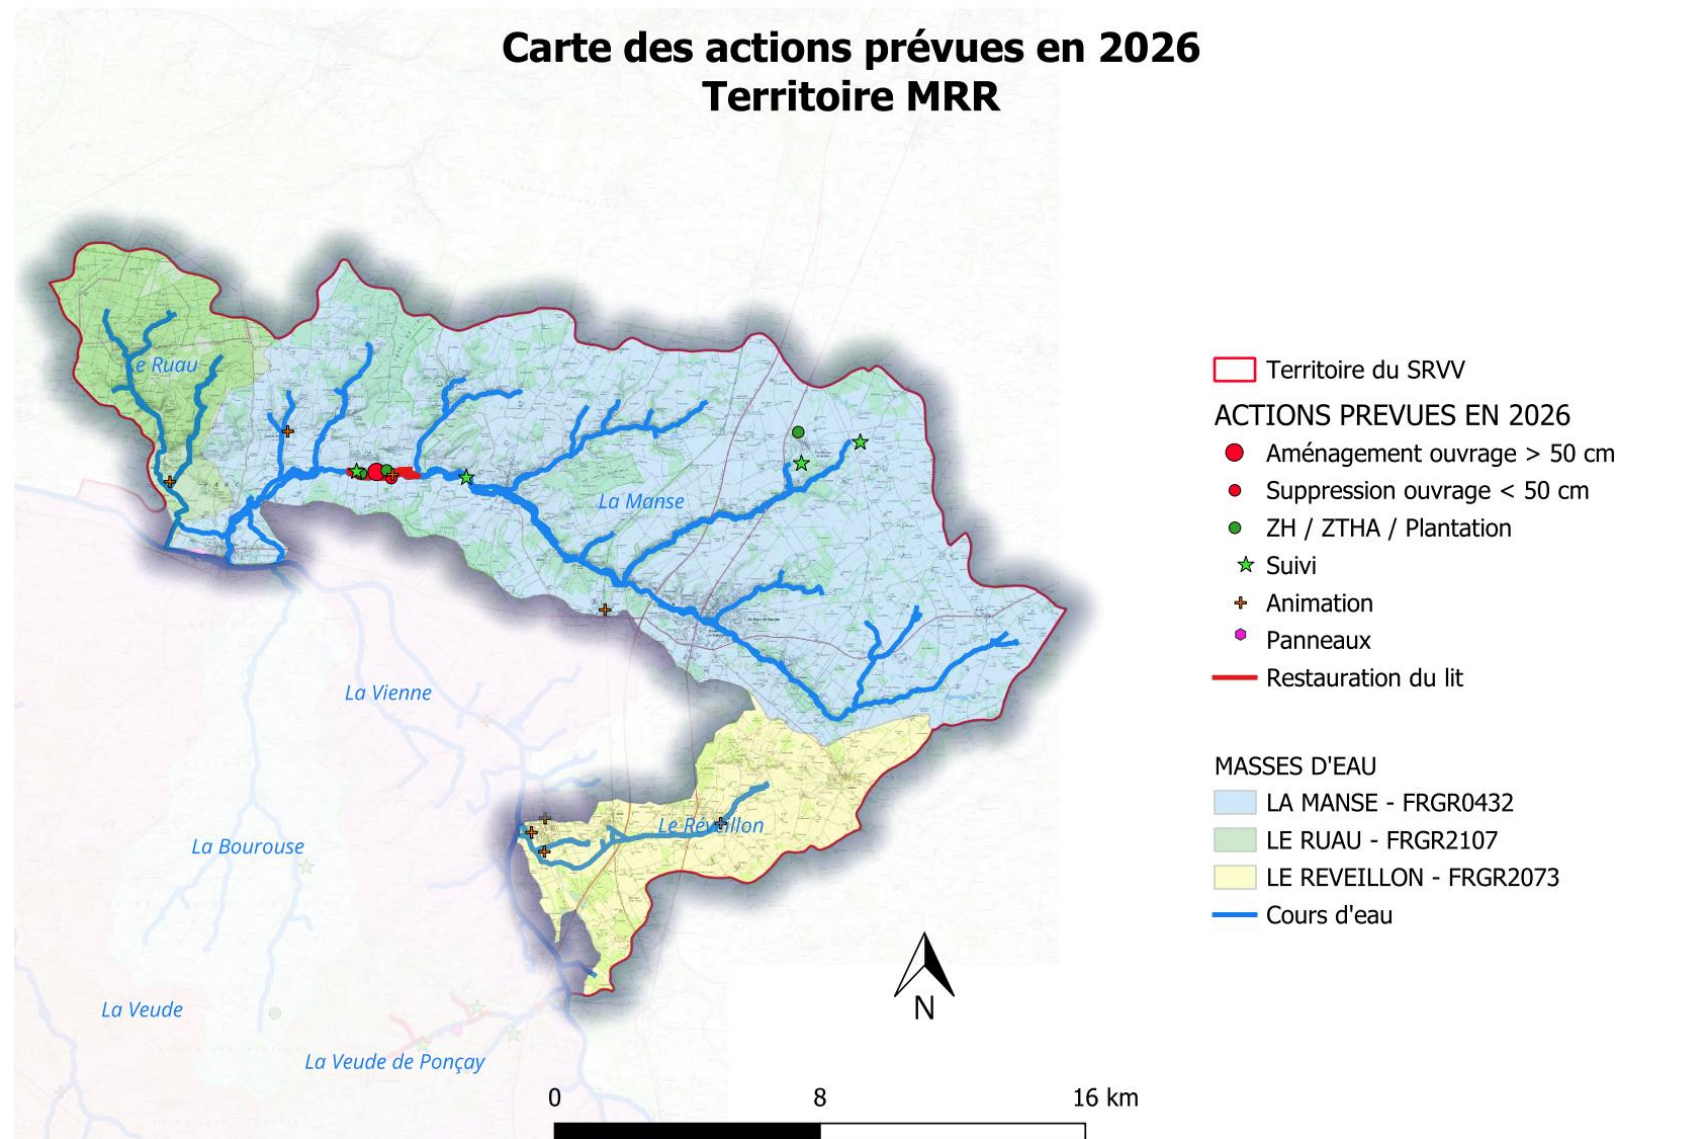 Carte des actions prévues en 2026
Territoire MRR
Le Ruau
La Manse
La Vienne
Le Réveillon
La Bourouse
La Veude
La Veude de Ponçay
Territoire du SRVV
ACTIONS PREVUES EN 2026
Aménagement ouvrage > 50 cm
Suppression ouvrage < 50 cm
ZH / ZTHA / Plantation
Suivi
Animation
Panneaux
Restauration du lit
MASSES D'EAU
LA MANSE - FRGR0432
LE RUAU - FRGR2107
LE REVEILLON - FRGR2073
Cours d'eau
N
0 8 16 km